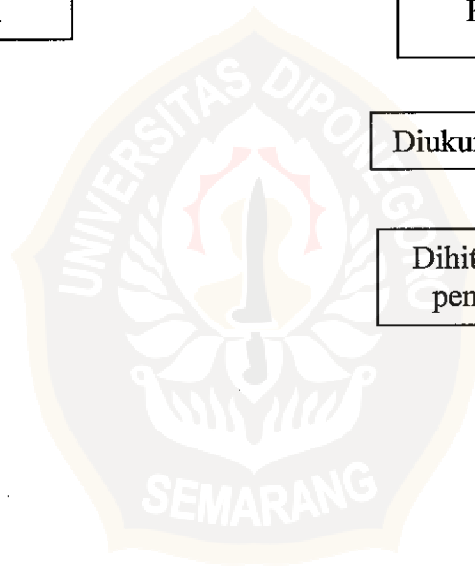 Diukur
Dihit
pen
UNIVERSITAS DIPONEGORO
SEMARANG